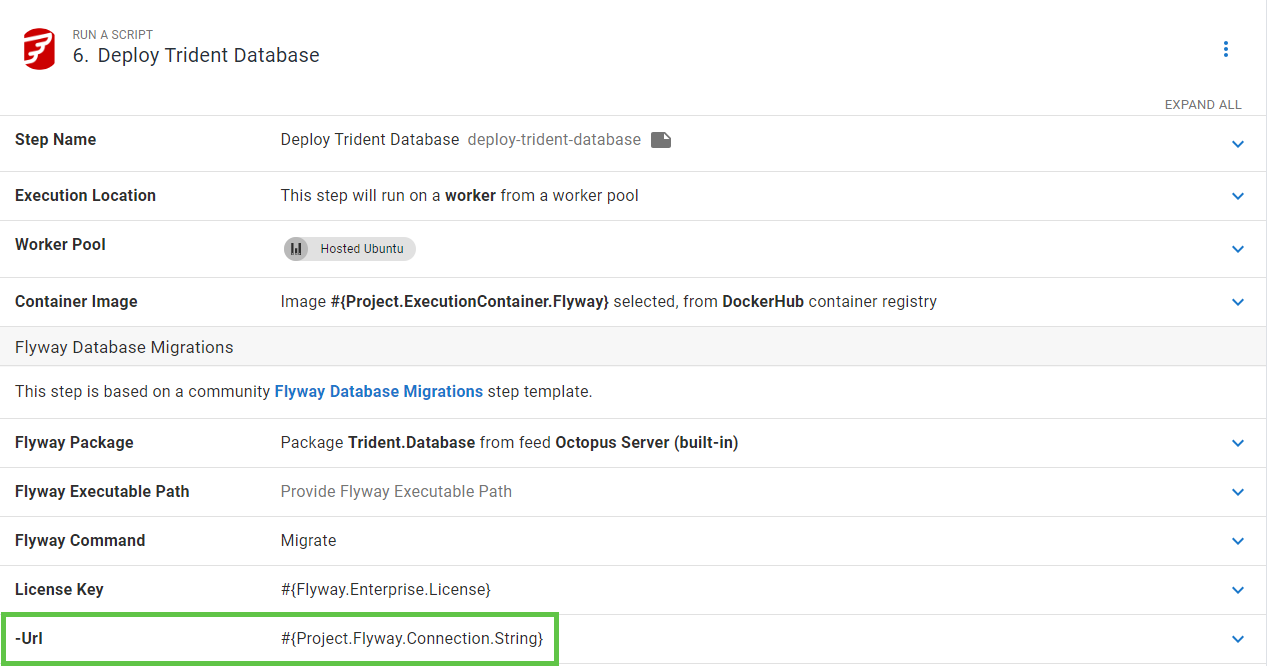 RUN A SCRIPT
6. Deploy Trident Database
EXPAND ALL
Step Name Deploy Trident Database deploy-trident-database
Execution Location This step will run on a worker from a worker pool
Worker Pool Hosted Ubuntu
Container Image Image #{Project.ExecutionContainer.Flyway} selected, from DockerHub container registry
Flyway Database Migrations
This step is based on a community Flyway Database Migrations step template.
Flyway Package Package Trident.Database from feed Octopus Server (built-in)
Flyway Executable Path Provide Flyway Executable Path
Flyway Command Migrate
License Key #{Flyway.Enterprise.License}
-Url #{Project.Flyway.Connection.String}